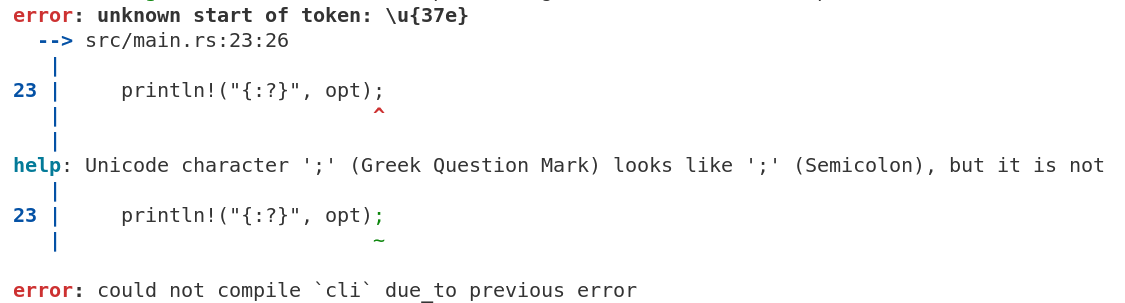 error: unknown start of token: \u{37e}
  --> src/main.rs:23:26
   |
23 |     println!("{:?}", opt);
   |                          ^
   |
help: Unicode character ';' (Greek Question Mark) looks like ';' (Semicolon), but it is not
   |
23 |     println!("{:?}", opt);
   |                          ~
error: could not compile `cli` due_to previous error